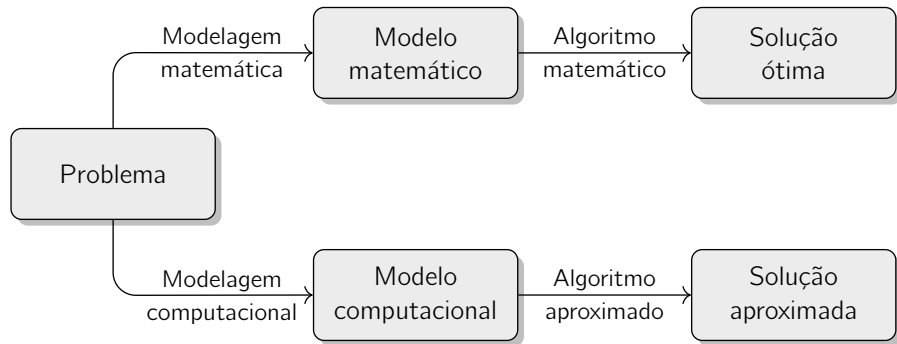 Modelagem
matemática
Modelo
matemático
Algoritmo
matemático
Solução
ótima
Problema
Modelagem
computacional
Modelo
computacional
Algoritmo
aproximado
Solução
aproximada